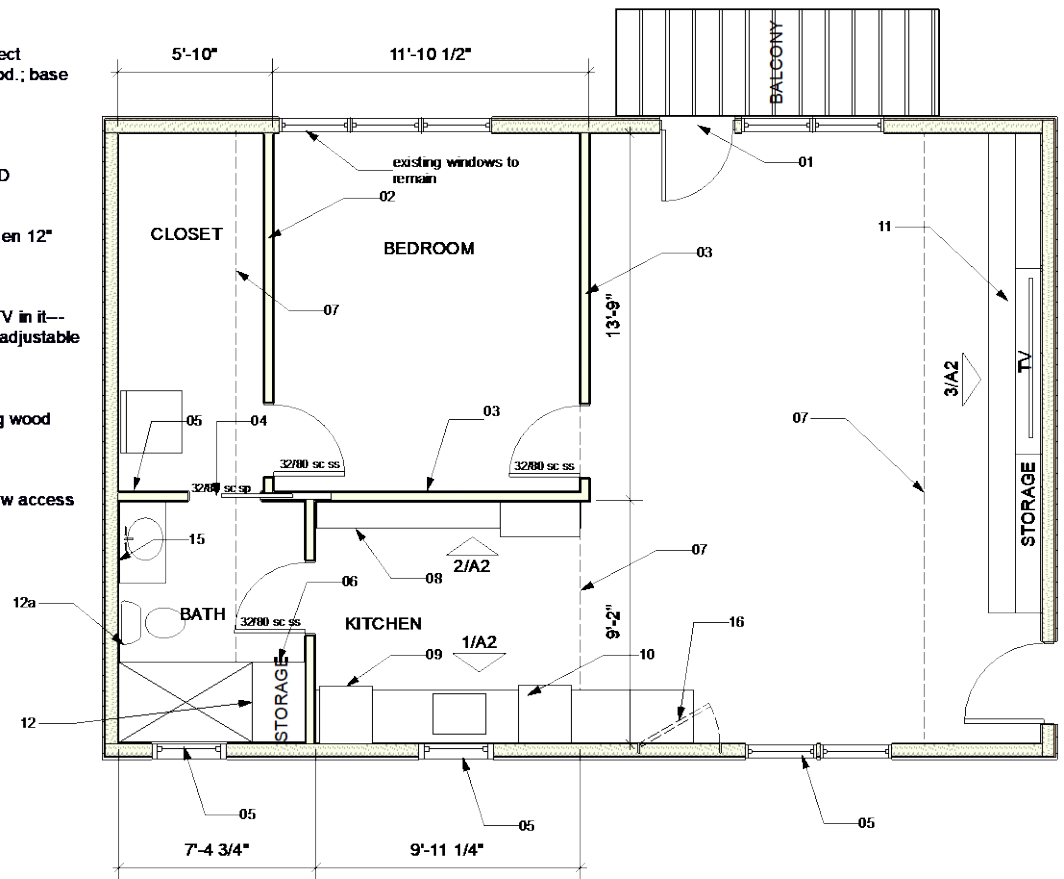 5'-10"
11'-10 1/2"
BALCONY
ect
od.; base
existing windows to
remain
01
D
02
en 12"
CLOSET
BEDROOM
11
03
07
13'-9"
V in it---
adjustable
TV
3/A2
g wood
05
04
03
07
32/80 sc ss
32/80 sc ss
32/80 sc sp
w access
STORAGE
15
2/A2
08
07
06
12a
BATH
32/80 sc ss
KITCHEN
9'-2"
16
1/A2
09
10
STORAGE
12
05
05
05
7'-4 3/4"
9'-11 1/4"